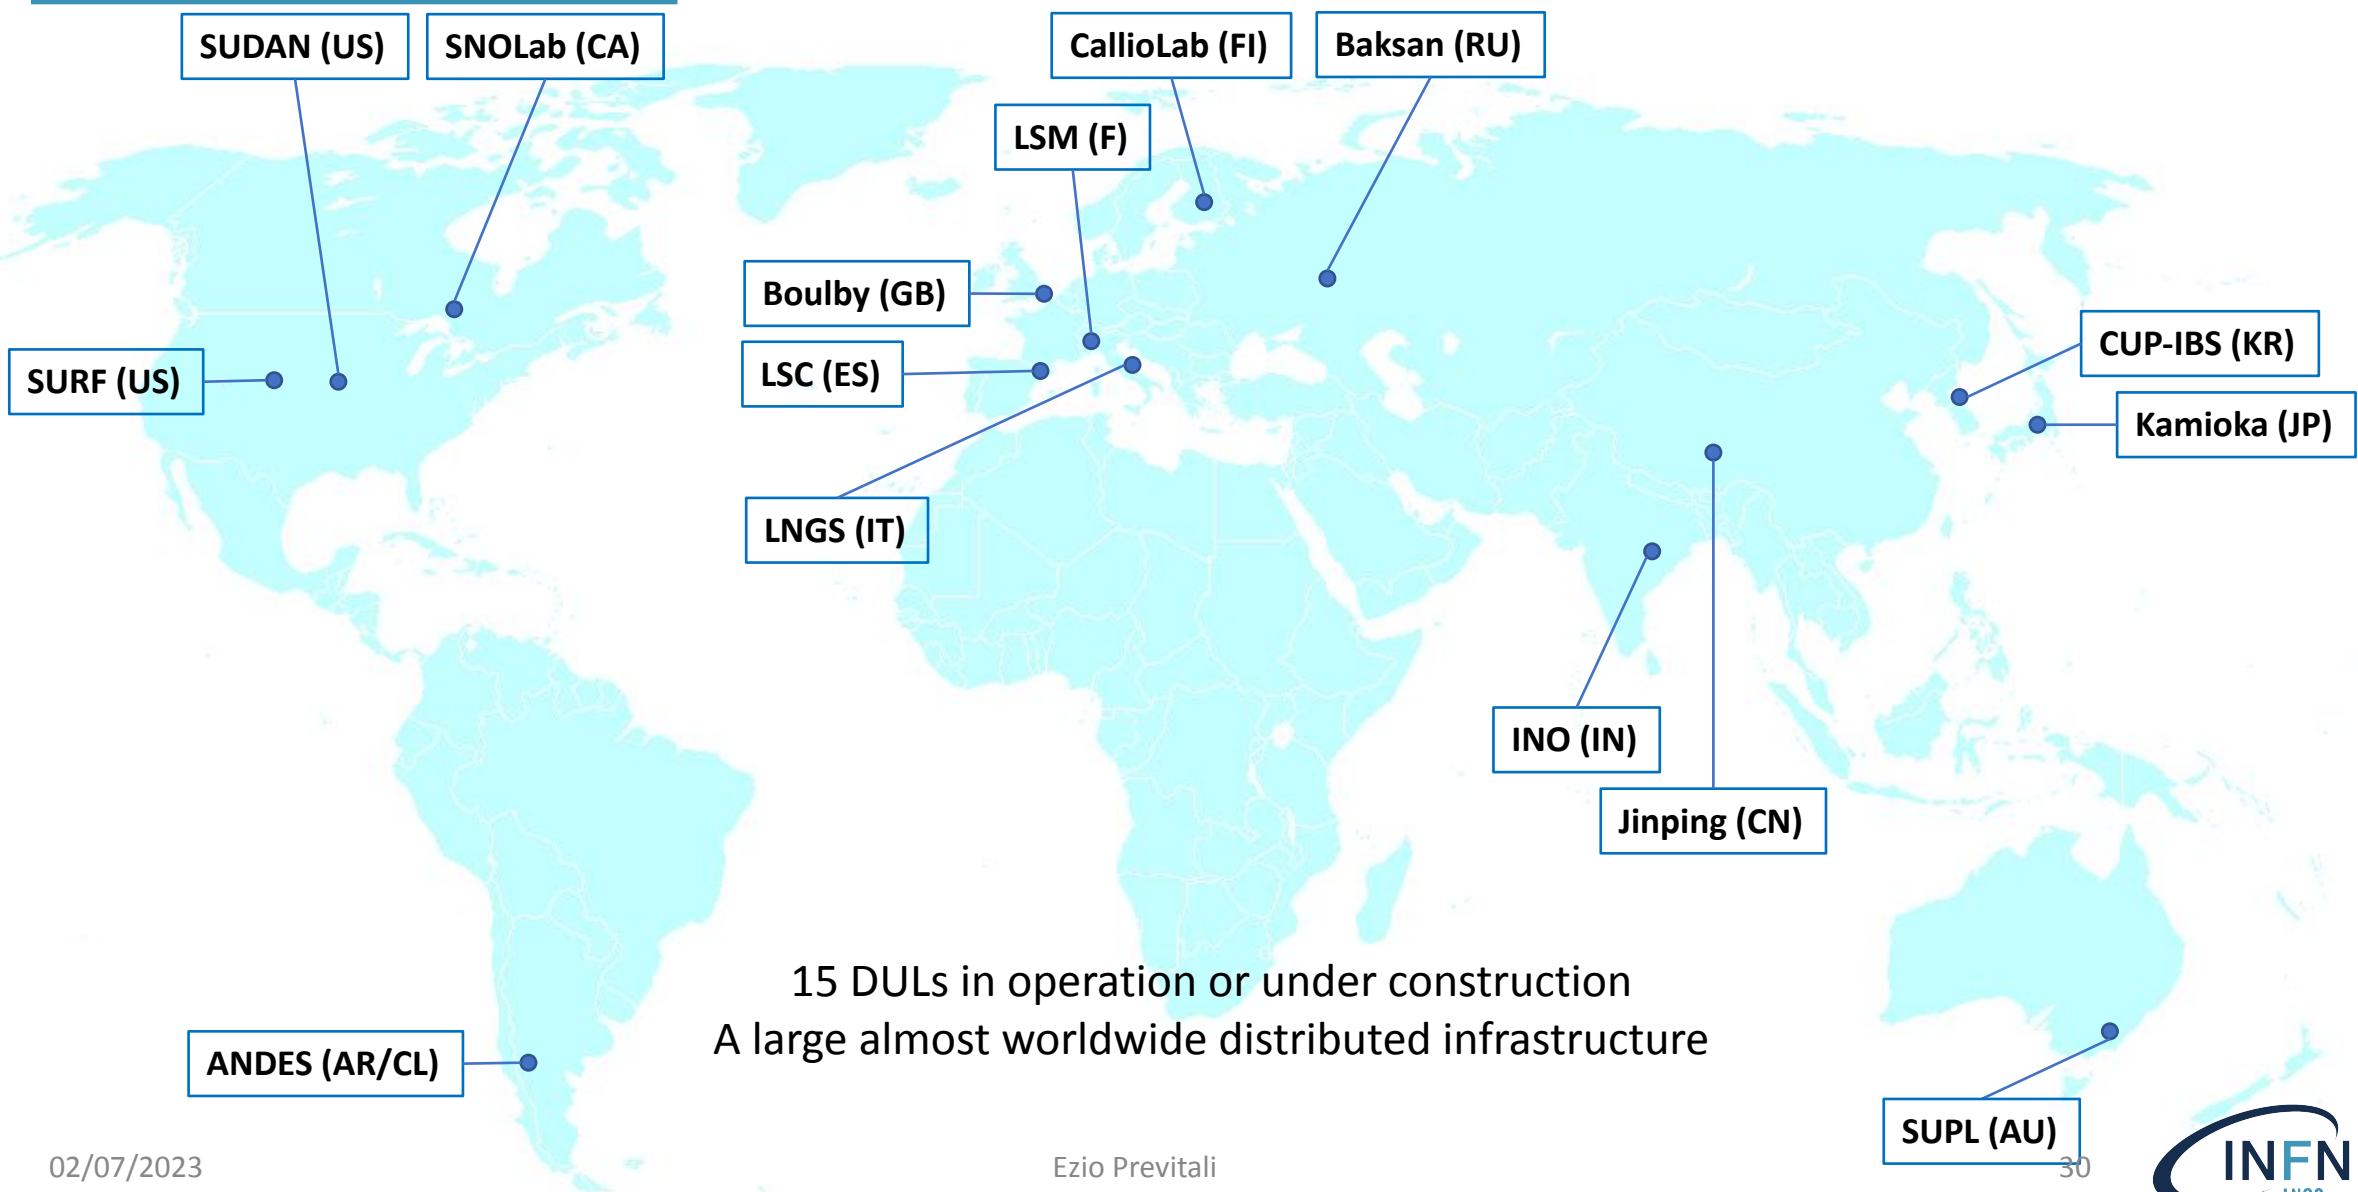 SUDAN (US)
SNOLab (CA)
CallioLab (FI)
Baksan (RU)
LSM (F)
Boulby (GB)
CUP-IBS (KR)
SURF (US)
LSC (ES)
Kamioka (JP)
LNGS (IT)
INO (IN)
Jinping (CN)
15 DULs in operation or under construction
A large almost worldwide distributed infrastructure
ANDES (AR/CL)
SUPL (AU)
02/07/2023
Ezio Previtali
30
INFN